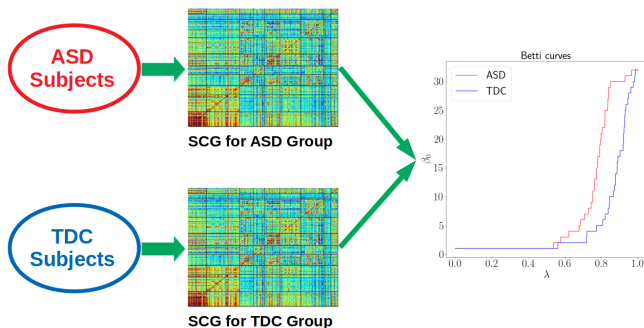 ASD
Subjects
SCG for ASD Group
TDC
Subjects
SCG for TDC Group
Betti curves
ASD
TDC
30
25
20
15
10
5
0
β₀
0.0 0.2 0.4 0.6 0.8 1.0
λ